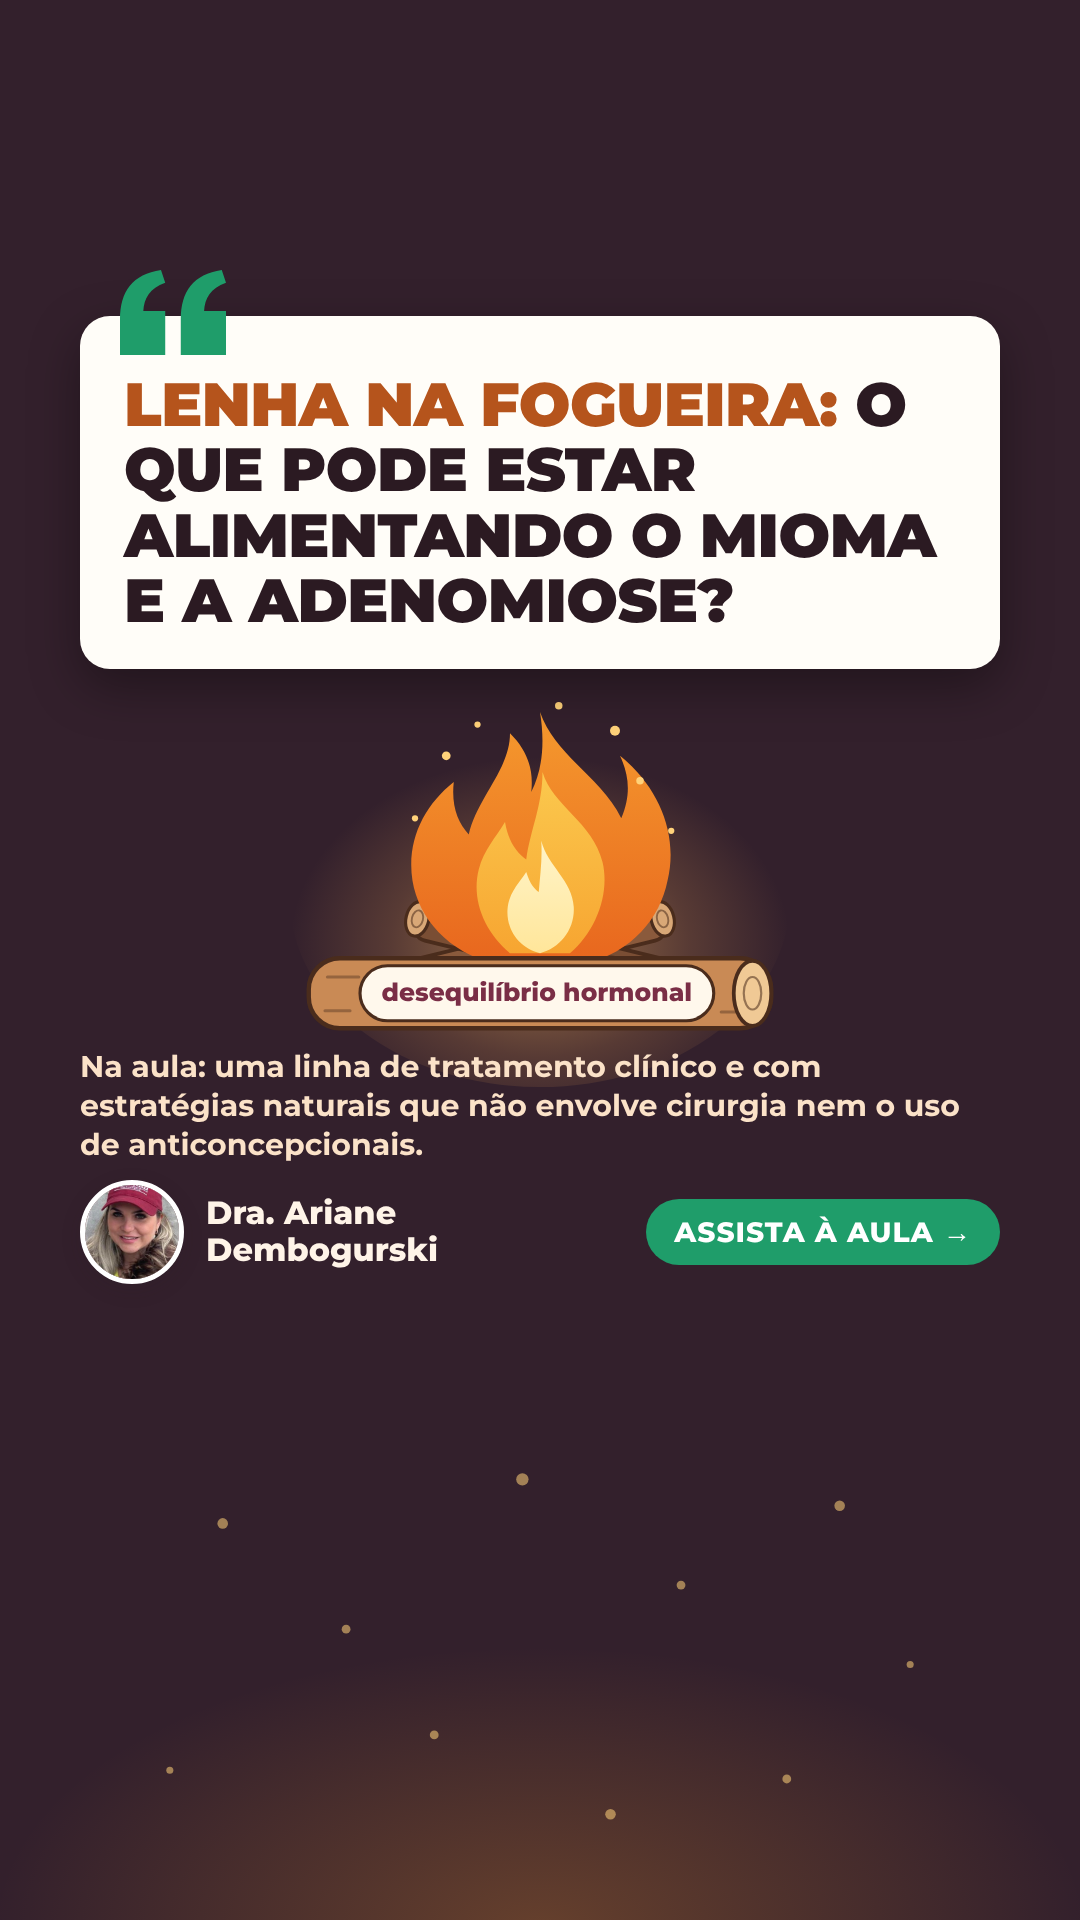 LENHA NA FOGUEIRA: O
QUE PODE ESTAR
ALIMENTANDO O MIOMA
E A ADENOMIOSE?
desequilíbrio hormonal
Na aula: uma linha de tratamento clínico e com
estratégias naturais que não envolve cirurgia nem o uso
de anticoncepcionais.
Dra. Ariane
Dembogurski
ASSISTA À AULA →